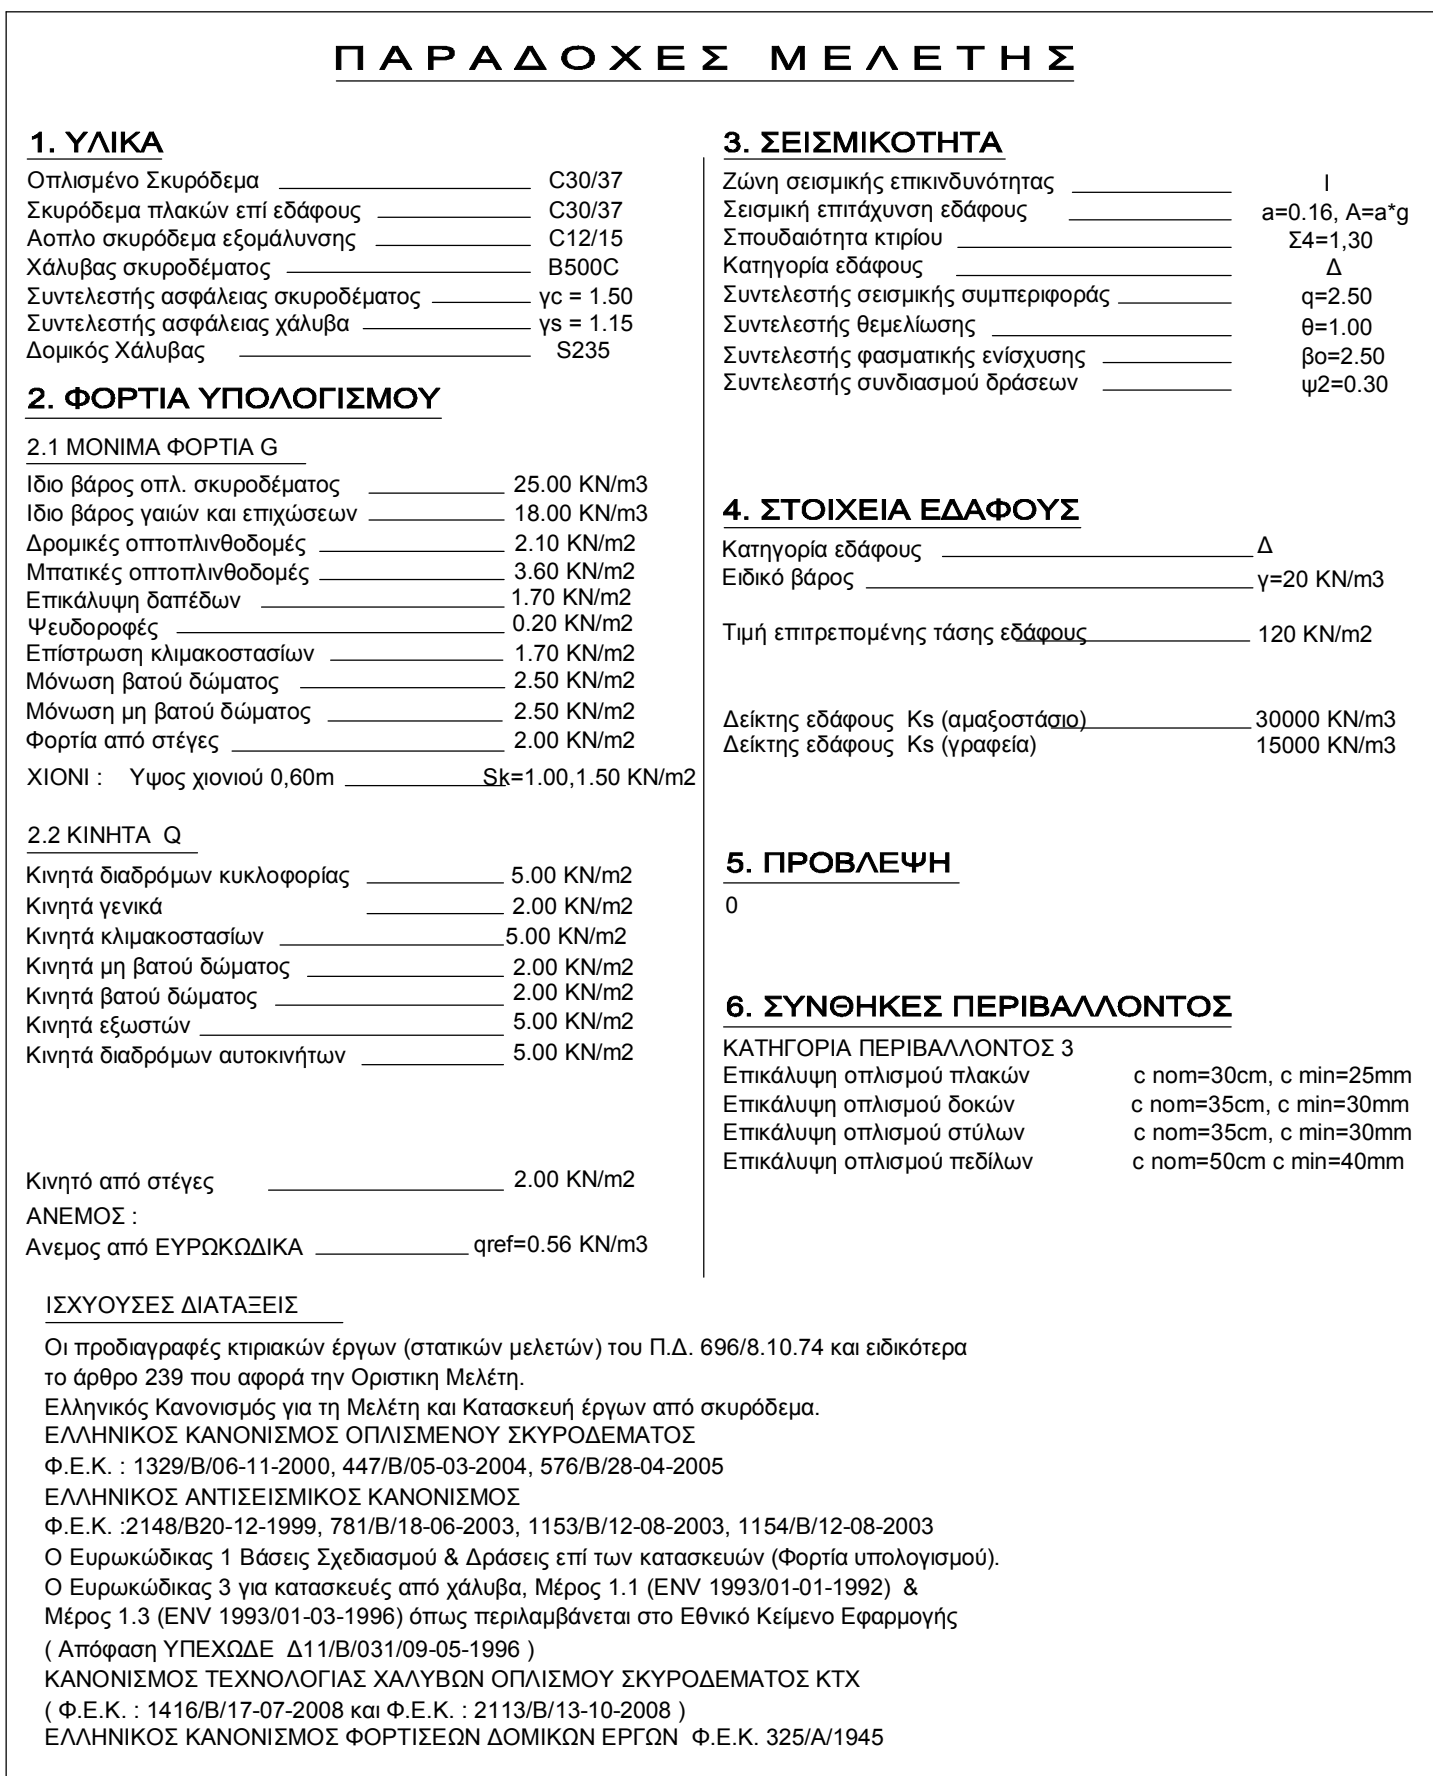 ΠΑΡΑΔΟΧΕΣ ΜΕΛΕΤΗΣ
1. ΥΛΙΚΑ
Οπλισμένο Σκυρόδεμα C30/37
Σκυρόδεμα πλακών επί εδάφους C30/37
Αοπλο σκυρόδεμα εξομάλυνσης C12/15
Χάλυβας σκυροδέματος B500C
Συντελεστής ασφάλειας σκυροδέματος γc = 1.50
Συντελεστής ασφάλειας χάλυβα γs = 1.15
Δομικός Χάλυβας S235
2. ΦΟΡΤΙΑ ΥΠΟΛΟΓΙΣΜΟΥ
2.1 ΜΟΝΙΜΑ ΦΟΡΤΙΑ G
Ιδιο βάρος οπλ. σκυροδέματος 25.00 KN/m3
Ιδιο βάρος γαιών και επιχώσεων 18.00 KN/m3
Δρομικές οπτοπλινθοδομές 2.10 KN/m2
Μπατικές οπτοπλινθοδομές 3.60 KN/m2
Επικάλυψη δαπέδων 1.70 KN/m2
Ψευδοροφές 0.20 KN/m2
Επίστρωση κλιμακοστασίων 1.70 KN/m2
Μόνωση βατού δώματος 2.50 KN/m2
Μόνωση μη βατού δώματος 2.50 KN/m2
Φορτία από στέγες 2.00 KN/m2
ΧΙΟΝΙ : Υψος χιονιού 0,60m Sk=1.00,1.50 KN/m2
2.2 ΚΙΝΗΤΑ Q
Κινητά διαδρόμων κυκλοφορίας 5.00 KN/m2
Κινητά γενικά 2.00 KN/m2
Κινητά κλιμακοστασίων 5.00 KN/m2
Κινητά μη βατού δώματος 2.00 KN/m2
Κινητά βατού δώματος 2.00 KN/m2
Κινητά εξωστών 5.00 KN/m2
Κινητά διαδρόμων αυτοκινήτων 5.00 KN/m2
Κινητό από στέγες 2.00 KN/m2
ΑΝΕΜΟΣ :
Ανεμος από ΕΥΡΩΚΩΔΙΚΑ qref=0.56 KN/m3
3. ΣΕΙΣΜΙΚΟΤΗΤΑ
Ζώνη σεισμικής επικινδυνότητας Ι
Σεισμική επιτάχυνση εδάφους a=0.16, A=a*g
Σπουδαιότητα κτιρίου Σ4=1,30
Κατηγορία εδάφους Δ
Συντελεστής σεισμικής συμπεριφοράς q=2.50
Συντελεστής θεμελίωσης θ=1.00
Συντελεστής φασματικής ενίσχυσης βο=2.50
Συντελεστής συνδιασμού δράσεων ψ2=0.30
4. ΣΤΟΙΧΕΙΑ ΕΔΑΦΟΥΣ
Κατηγορία εδάφους Δ
Ειδικό βάρος γ=20 KN/m3
Τιμή επιτρεπομένης τάσης εδάφους 120 KN/m2
Δείκτης εδάφους Ks (αμαξοστάσιο) 30000 KN/m3
Δείκτης εδάφους Ks (γραφεία) 15000 KN/m3
5. ΠΡΟΒΛΕΨΗ
0
6. ΣΥΝΘΗΚΕΣ ΠΕΡΙΒΑΛΛΟΝΤΟΣ
ΚΑΤΗΓΟΡΙΑ ΠΕΡΙΒΑΛΛΟΝΤΟΣ 3
Επικάλυψη οπλισμού πλακών c nom=30cm, c min=25mm
Επικάλυψη οπλισμού δοκών c nom=35cm, c min=30mm
Επικάλυψη οπλισμού στύλων c nom=35cm, c min=30mm
Επικάλυψη οπλισμού πεδίλων c nom=50cm c min=40mm
ΙΣΧΥΟΥΣΕΣ ΔΙΑΤΑΞΕΙΣ
Οι προδιαγραφές κτιριακών έργων (στατικών μελετών) του Π.Δ. 696/8.10.74 και ειδικότερα
το άρθρο 239 που αφορά την Οριστικη Μελέτη.
Ελληνικός Κανονισμός για τη Μελέτη και Κατασκευή έργων από σκυρόδεμα.
ΕΛΛΗΝΙΚΟΣ ΚΑΝΟΝΙΣΜΟΣ ΟΠΛΙΣΜΕΝΟΥ ΣΚΥΡΟΔΕΜΑΤΟΣ
Φ.Ε.Κ. : 1329/Β/06-11-2000, 447/Β/05-03-2004, 576/Β/28-04-2005
ΕΛΛΗΝΙΚΟΣ ΑΝΤΙΣΕΙΣΜΙΚΟΣ ΚΑΝΟΝΙΣΜΟΣ
Φ.Ε.Κ. :2148/Β20-12-1999, 781/Β/18-06-2003, 1153/Β/12-08-2003, 1154/Β/12-08-2003
Ο Ευρωκώδικας 1 Βάσεις Σχεδιασμού & Δράσεις επί των κατασκευών (Φορτία υπολογισμού).
Ο Ευρωκώδικας 3 για κατασκευές από χάλυβα, Μέρος 1.1 (ENV 1993/01-01-1992) &
Μέρος 1.3 (ENV 1993/01-03-1996) όπως περιλαμβάνεται στο Εθνικό Κείμενο Εφαρμογής
( Απόφαση ΥΠΕΧΩΔΕ Δ11/Β/031/09-05-1996 )
ΚΑΝΟΝΙΣΜΟΣ ΤΕΧΝΟΛΟΓΙΑΣ ΧΑΛΥΒΩΝ ΟΠΛΙΣΜΟΥ ΣΚΥΡΟΔΕΜΑΤΟΣ ΚΤΧ
( Φ.Ε.Κ. : 1416/Β/17-07-2008 και Φ.Ε.Κ. : 2113/Β/13-10-2008 )
ΕΛΛΗΝΙΚΟΣ ΚΑΝΟΝΙΣΜΟΣ ΦΟΡΤΙΣΕΩΝ ΔΟΜΙΚΩΝ ΕΡΓΩΝ Φ.Ε.Κ. 325/Α/1945